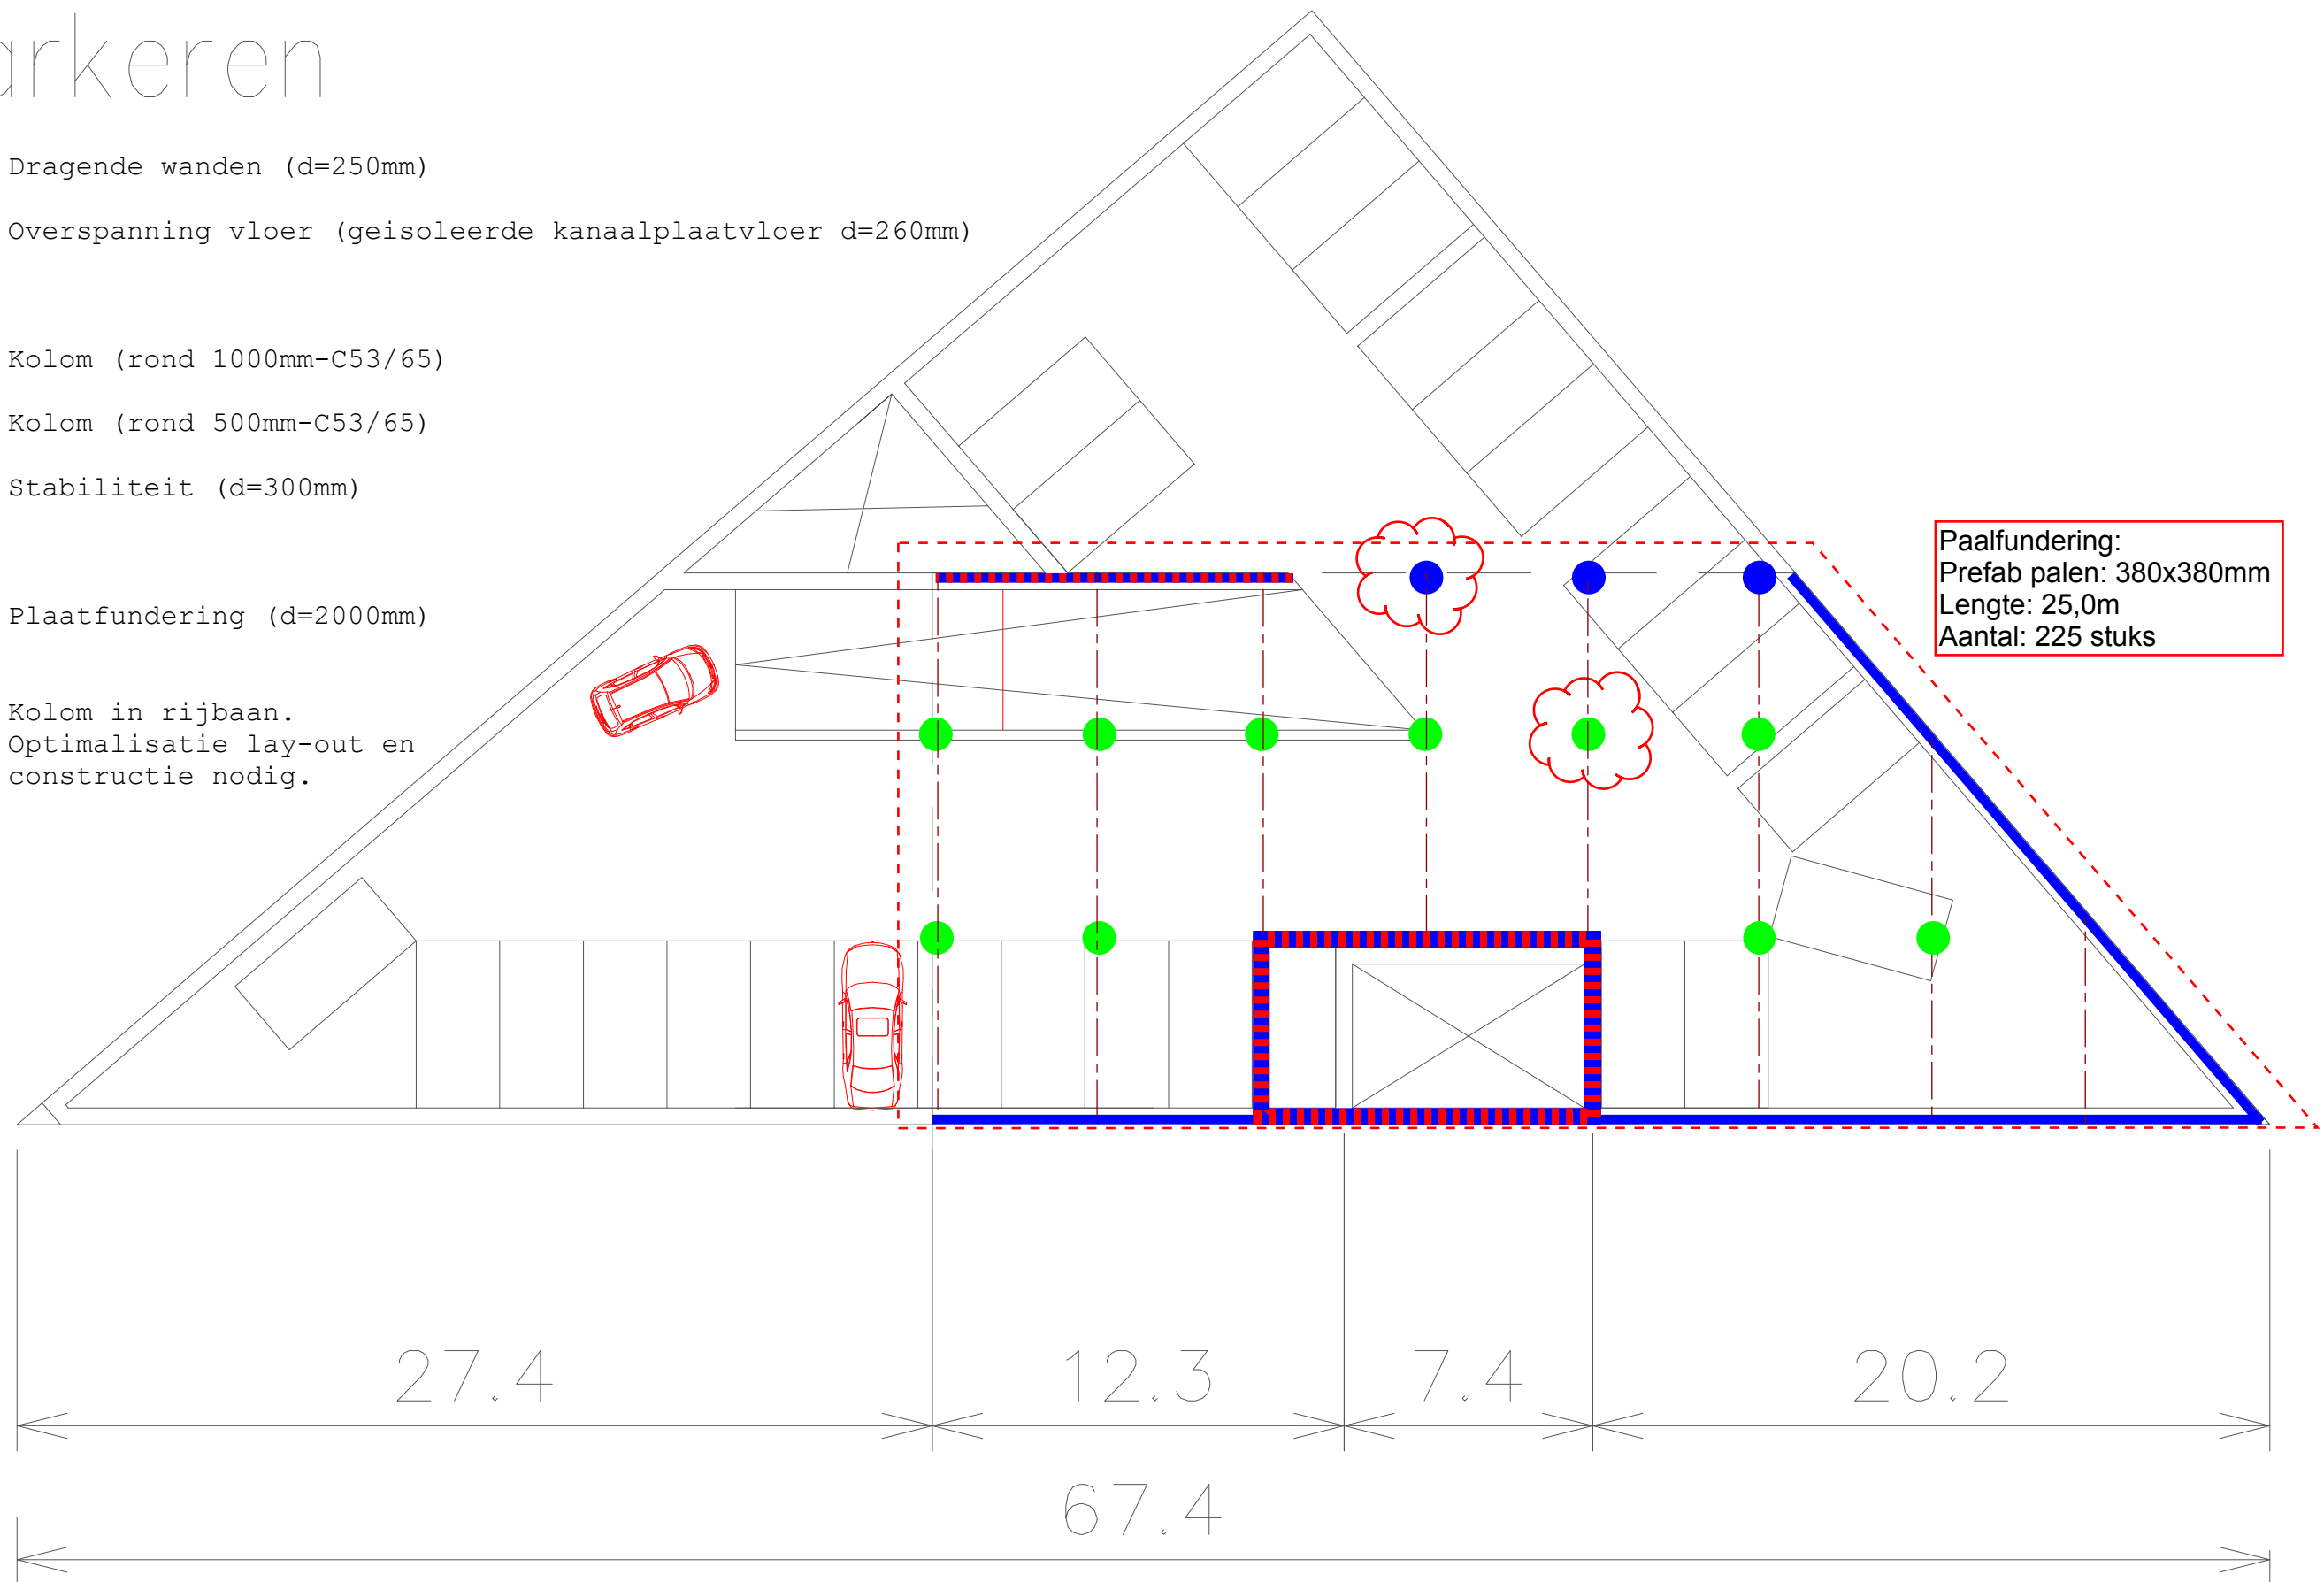 arkeren
Dragende wanden (d=250mm)
Overspanning vloer (geisoleerde kanaalplaatvloer d=260mm)
Kolom (rond 1000mm-C53/65)
Kolom (rond 500mm-C53/65)
Stabiliteit (d=300mm)
Plaatfundering (d=2000mm)
Kolom in rijbaan.
Optimalisatie lay-out en
constructie nodig.
Paalfundering:
Prefab palen: 380x380mm
Lengte: 25,0m
Aantal: 225 stuks
27.4
12.3
7.4
20.2
67.4